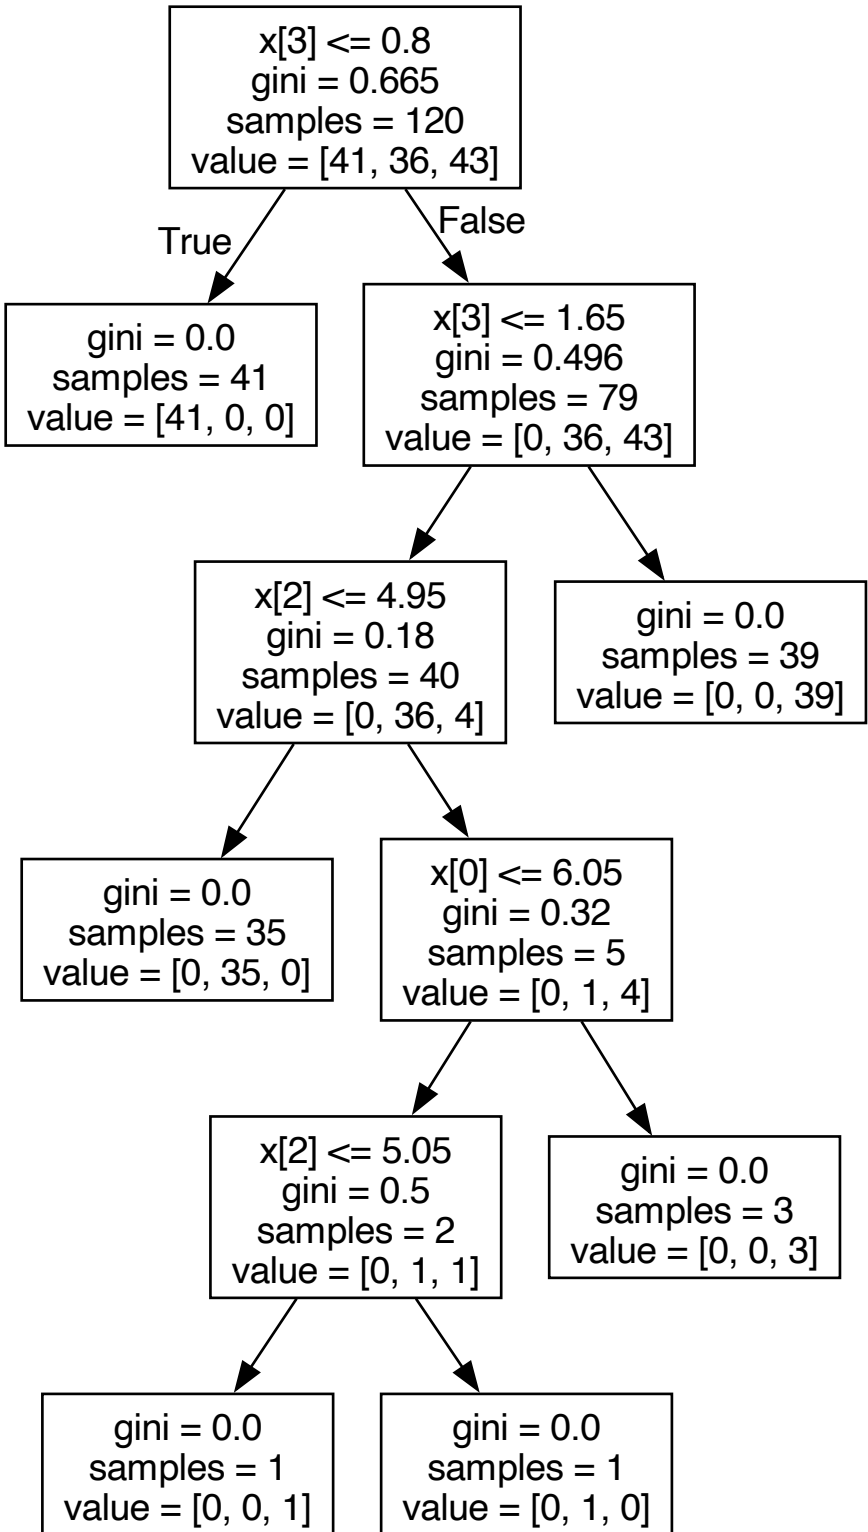 x[3] <= 0.8
gini = 0.665
samples = 120
value = [41, 36, 43]
True
False
gini = 0.0
samples = 41
value = [41, 0, 0]
x[3] <= 1.65
gini = 0.496
samples = 79
value = [0, 36, 43]
x[2] <= 4.95
gini = 0.18
samples = 40
value = [0, 36, 4]
gini = 0.0
samples = 39
value = [0, 0, 39]
gini = 0.0
samples = 35
value = [0, 35, 0]
x[0] <= 6.05
gini = 0.32
samples = 5
value = [0, 1, 4]
x[2] <= 5.05
gini = 0.5
samples = 2
value = [0, 1, 1]
gini = 0.0
samples = 3
value = [0, 0, 3]
gini = 0.0
samples = 1
value = [0, 0, 1]
gini = 0.0
samples = 1
value = [0, 1, 0]